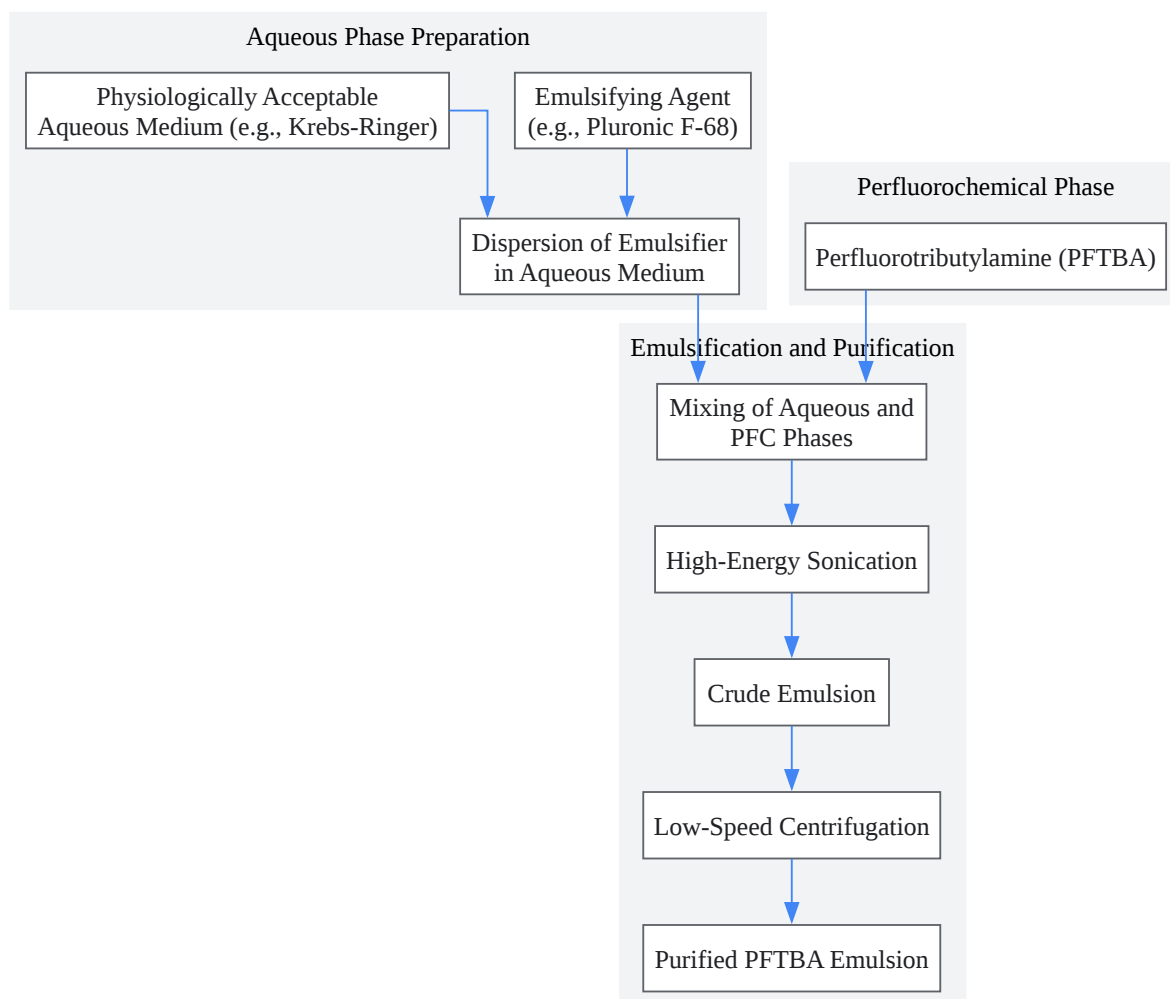 Aqueous Phase Preparation
Physiologically Acceptable
Aqueous Medium (e.g., Krebs-Ringer)
Emulsifying Agent
(e.g., Pluronic F-68)
Dispersion of Emulsifier
in Aqueous Medium
Perfluorochemical Phase
Perfluorotributylamine (PFTBA)
Emulsification and Purification
Mixing of Aqueous and
PFC Phases
High-Energy Sonication
Crude Emulsion
Low-Speed Centrifugation
Purified PFTBA Emulsion